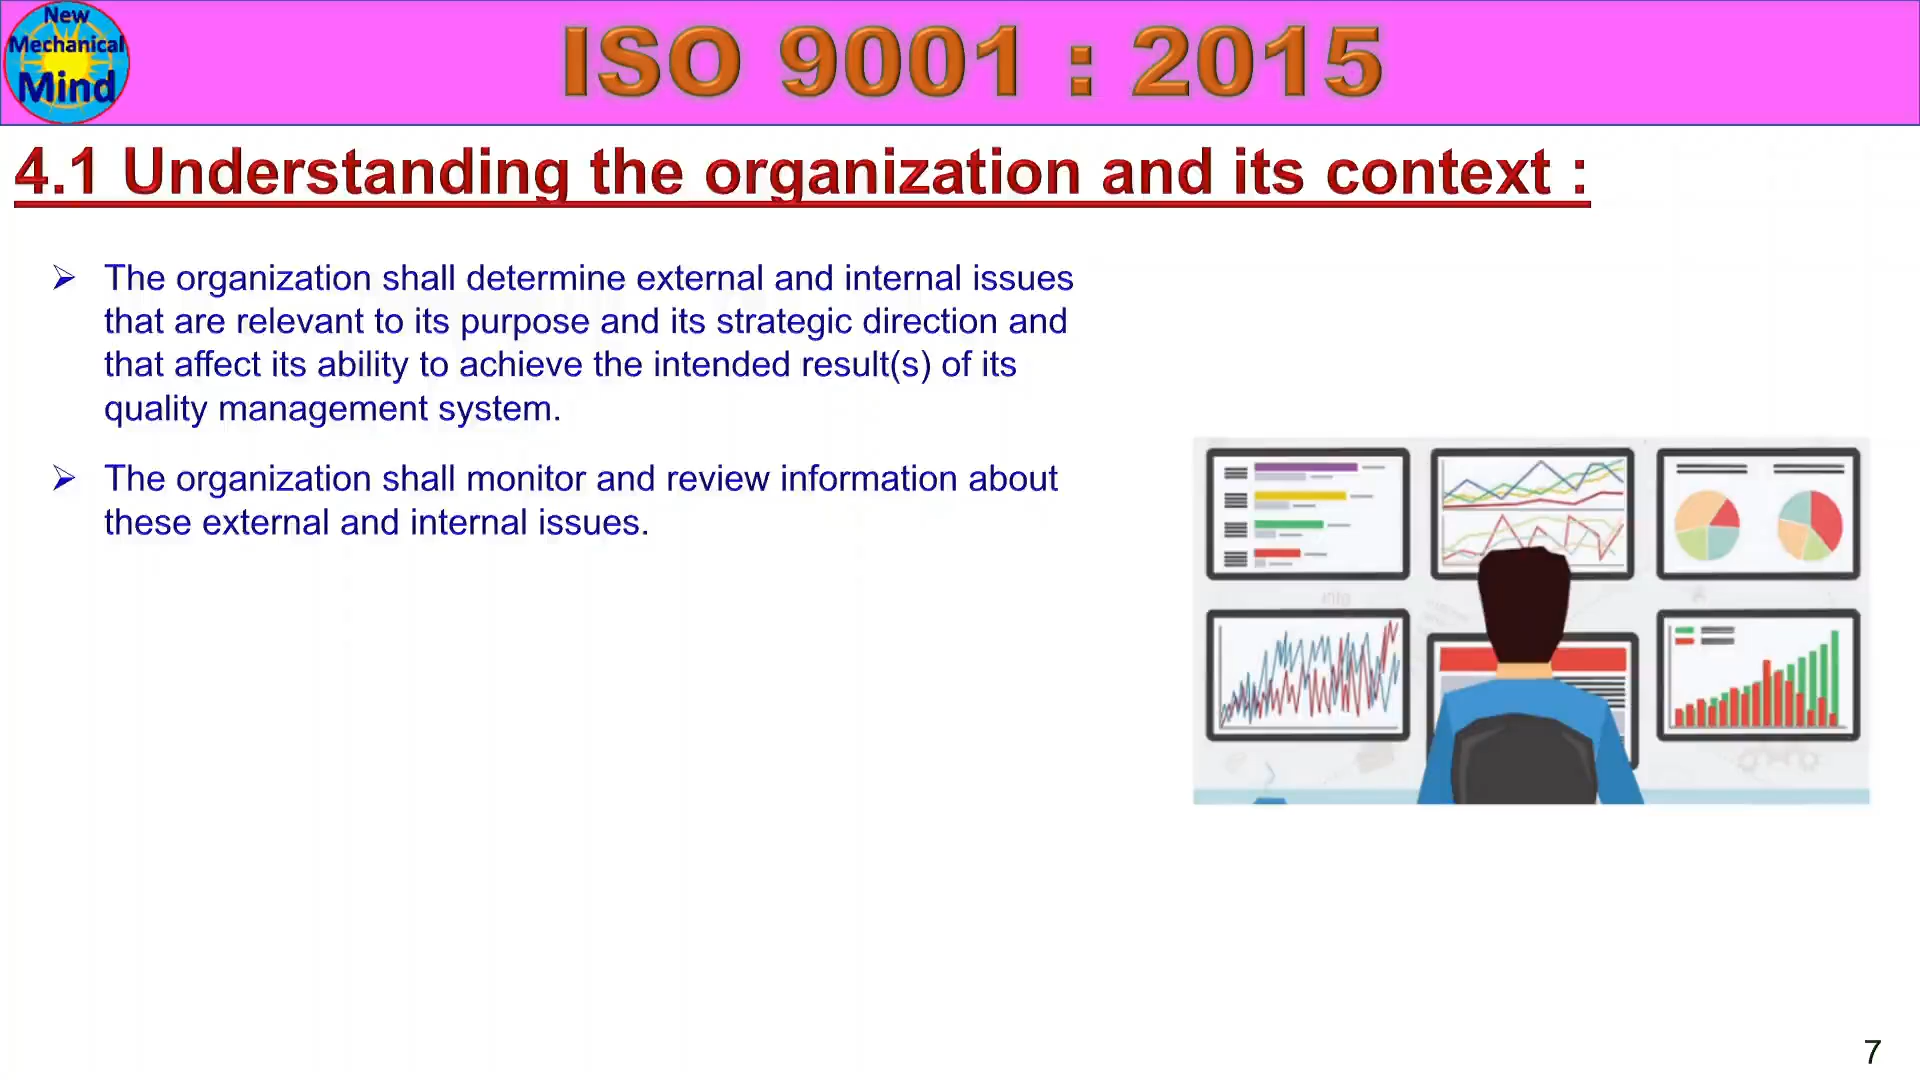 New
Mechanical
Mind
ISO 9001 : 2015
4.1 Understanding the organization and its context :
➢ The organization shall determine external and internal issues
that are relevant to its purpose and its strategic direction and
that affect its ability to achieve the intended result(s) of its
quality management system.
➢ The organization shall monitor and review information about
these external and internal issues.
7